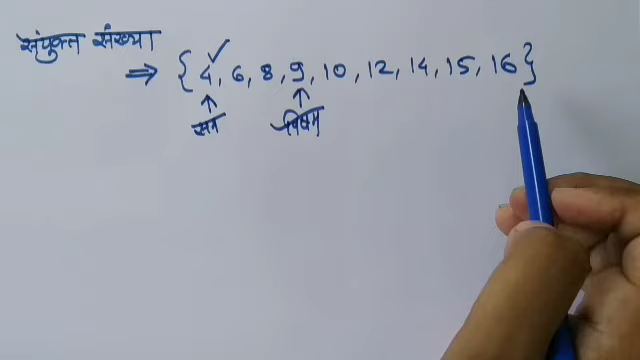 संयुक्त संख्या
⇒ {4, 6, 8, 9, 10, 12, 14, 15, 16}
सम विषम